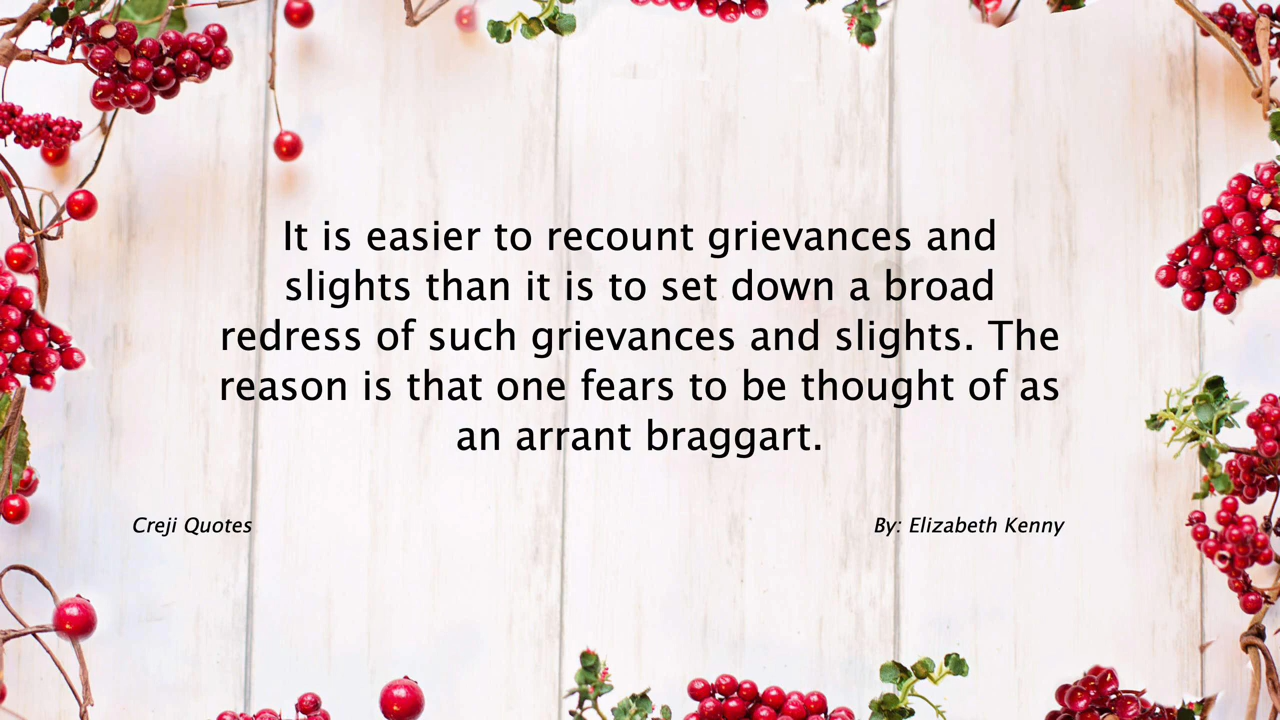 It is easier to recount grievances and
slights than it is to set down a broad
redress of such grievances and slights. The
reason is that one fears to be thought of as
an arrant braggart.
Creji Quotes
By: Elizabeth Kenny